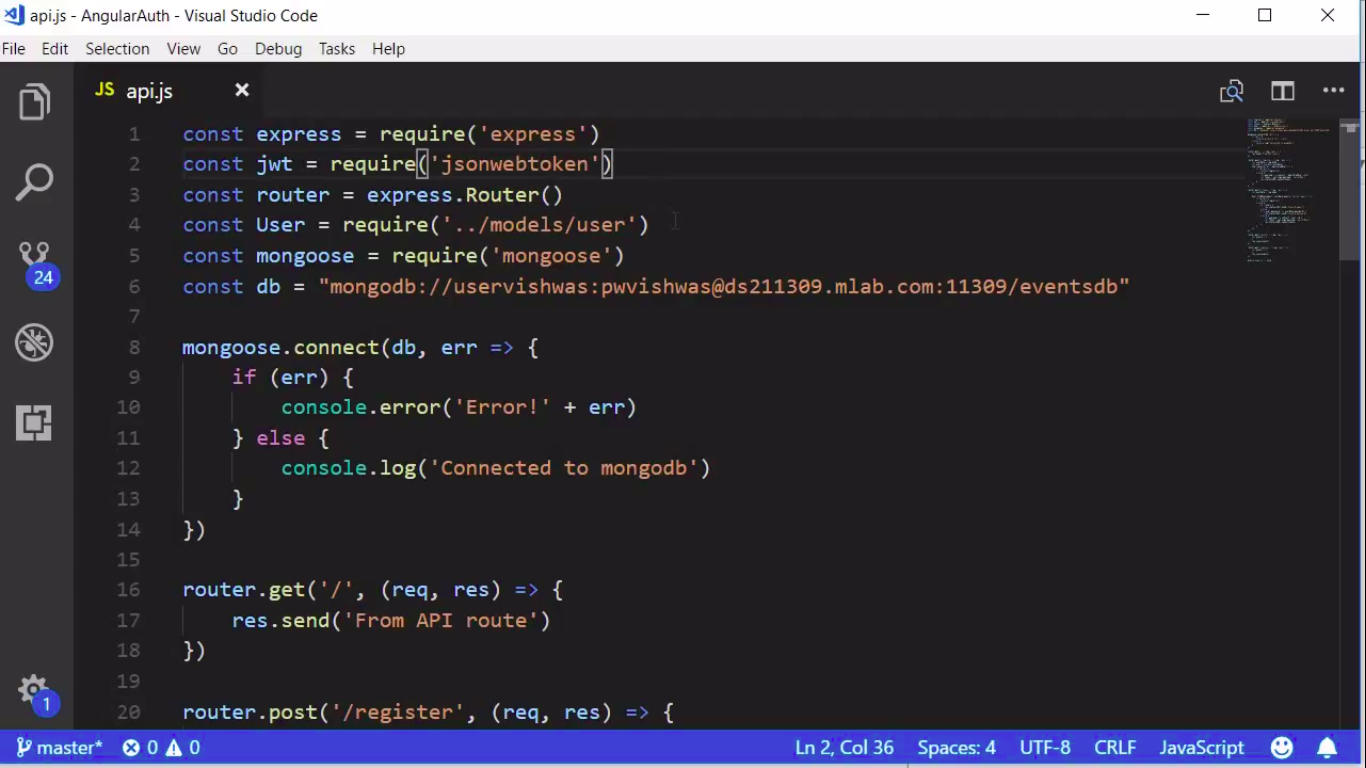 api.js - AngularAuth - Visual Studio Code
File Edit Selection View Go Debug Tasks Help
JS api.js
1 const express = require('express')
2 const jwt = require('jsonwebtoken')
3 const router = express.Router()
4 const User = require('../models/user')
5 const mongoose = require('mongoose')
6 const db = "mongodb://uservishwas:pwvishwas@ds211309.mlab.com:11309/eventsdb"
7
8 mongoose.connect(db, err => {
9     if (err) {
10         console.error('Error!' + err)
11     } else {
12         console.log('Connected to mongodb')
13     }
14 })
15
16 router.get('/', (req, res) => {
17     res.send('From API route')
18 })
19
20 router.post('/register', (req, res) => {
24
1
master* 0 0 Ln 2, Col 36 Spaces: 4 UTF-8 CRLF JavaScript